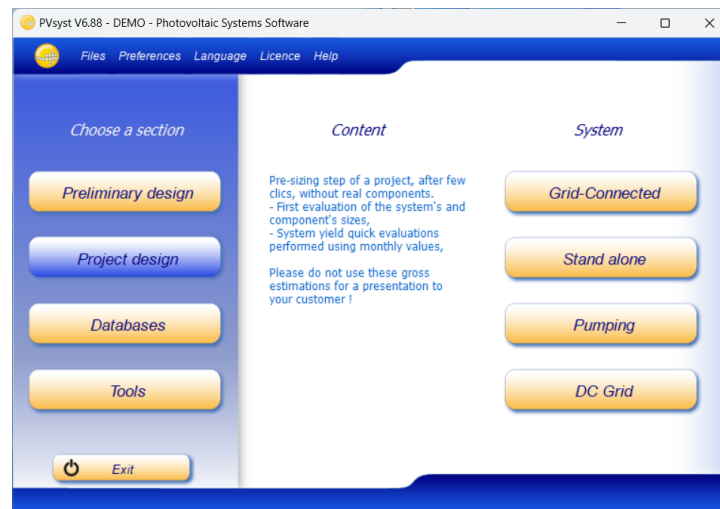 PVsyst V6.88 - DEMO - Photovoltaic Systems Software
Files Preferences Language Licence Help
Choose a section
Preliminary design
Project design
Databases
Tools
Exit
Content
Pre-sizing step of a project, after few
clics, without real components.
- First evaluation of the system's and
component's sizes,
- System yield quick evaluations
performed using monthly values,
Please do not use these gross
estimations for a presentation to
your customer !
System
Grid-Connected
Stand alone
Pumping
DC Grid